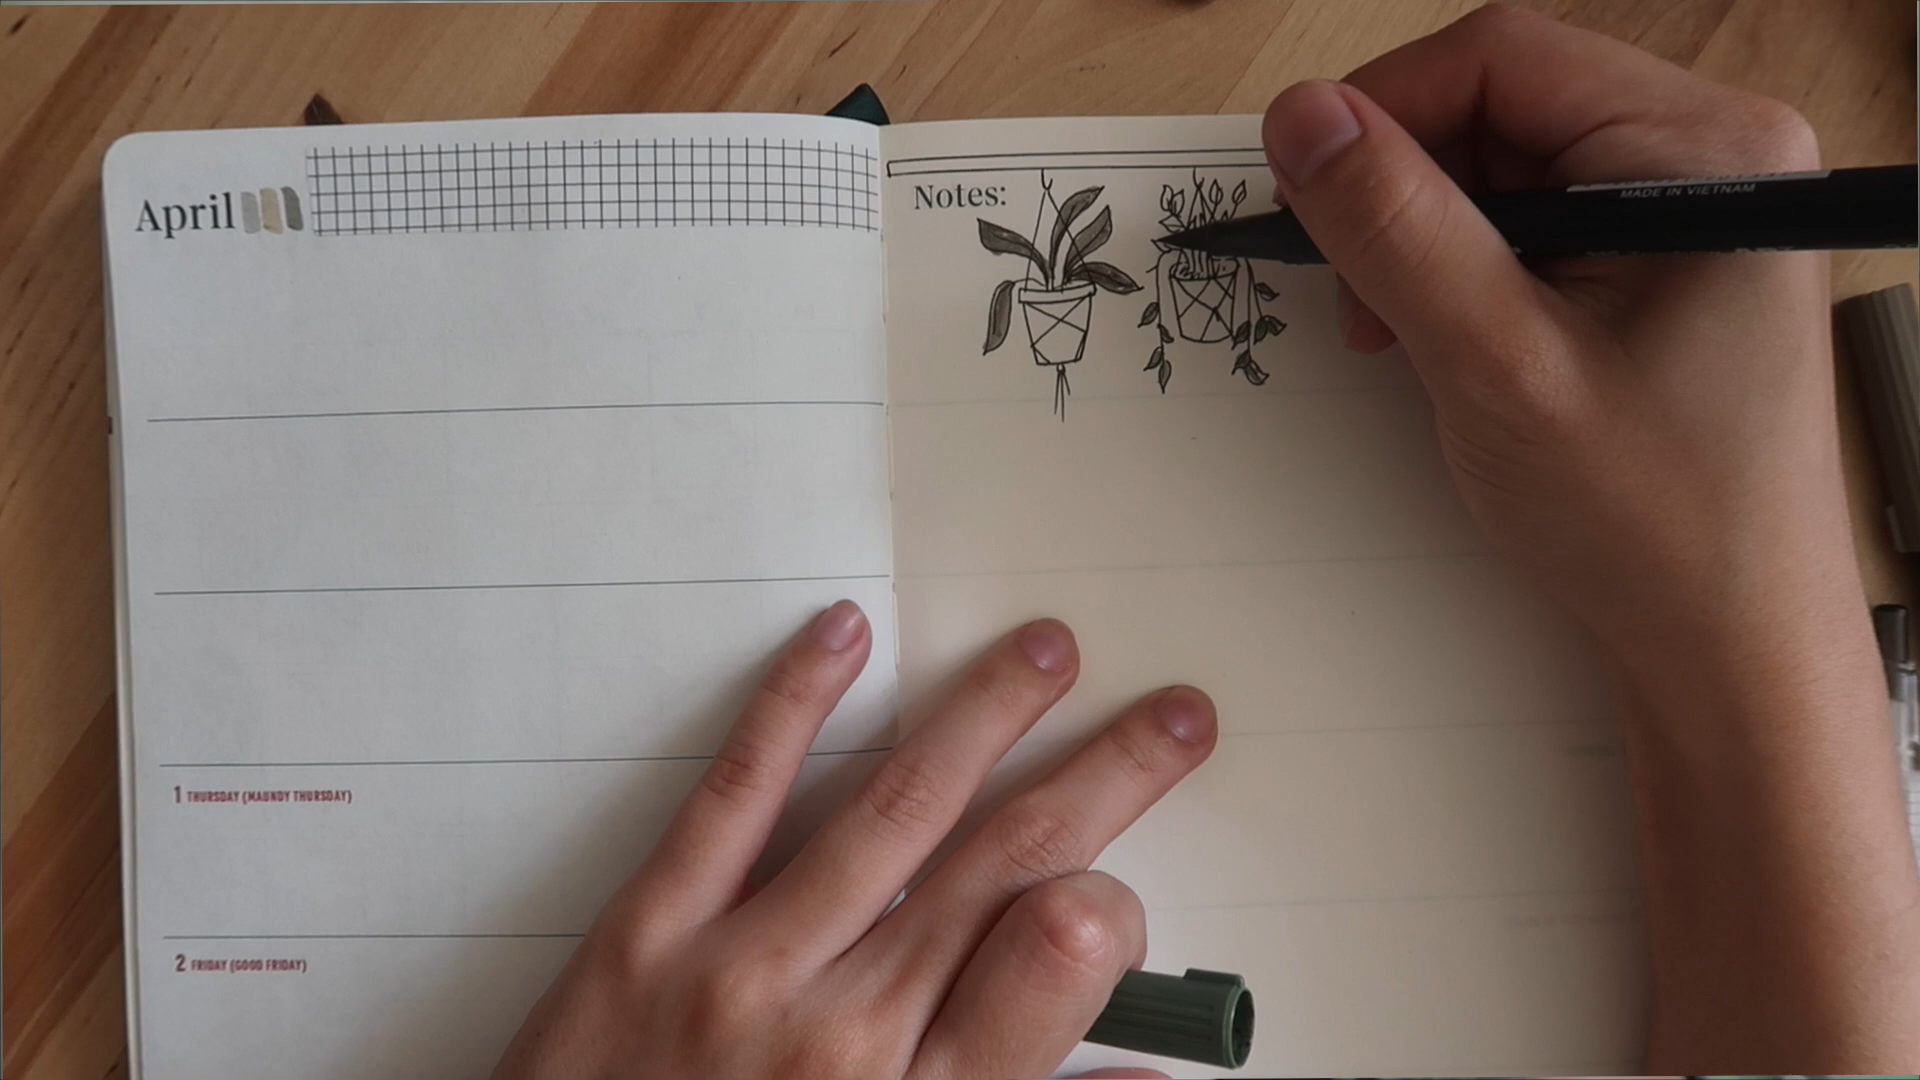 April
Notes:
MADE IN VIETNAM
1 THURSDAY (MAUNDY THURSDAY)
2 FRIDAY (GOOD FRIDAY)